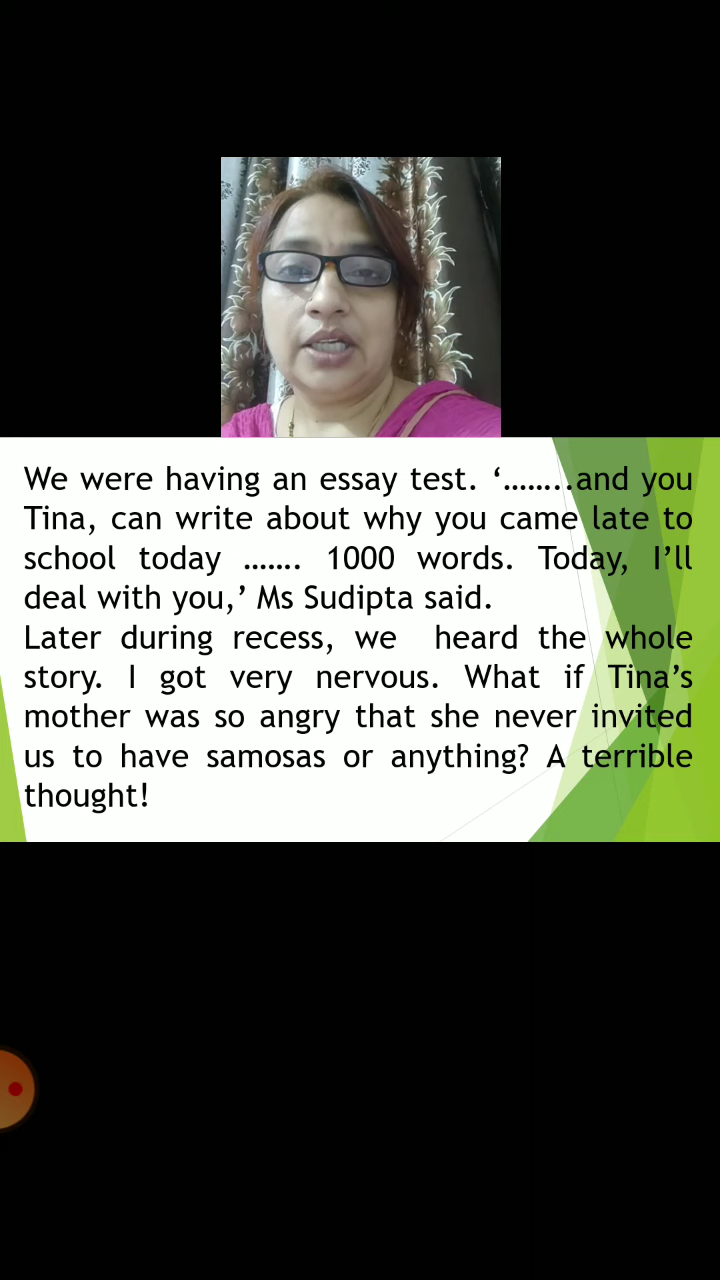 We were having an essay test. ‘……..and you
Tina, can write about why you came late to
school today ……. 1000 words. Today, I’ll
deal with you,’ Ms Sudipta said.
Later during recess, we heard the whole
story. I got very nervous. What if Tina’s
mother was so angry that she never invited
us to have samosas or anything? A terrible
thought!